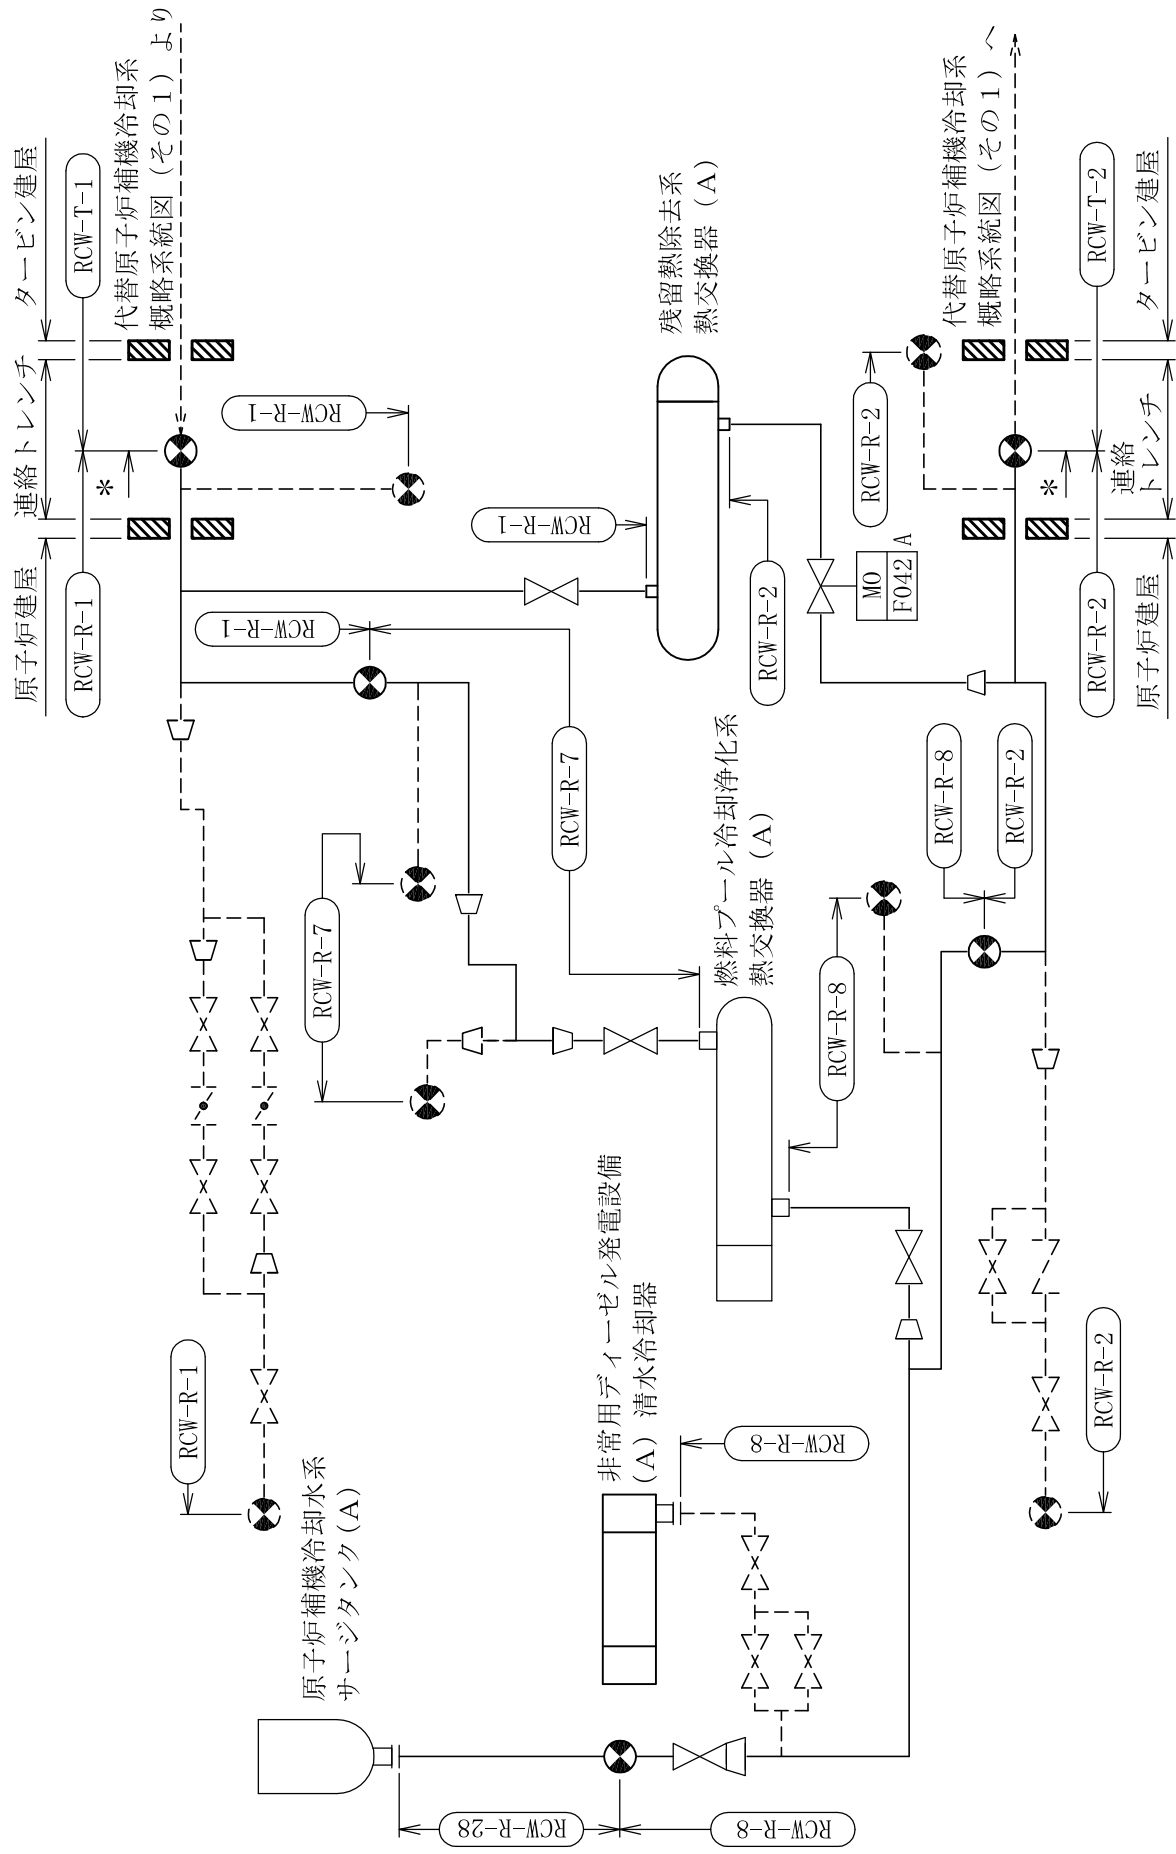 原子炉建屋
連絡トレンチ
タービン建屋
RCW-R-1
RCW-T-1
*
代替原子炉補機冷却系
概略系統図(その1)より
RCW-R-1
RCW-R-1
RCW-R-1
残留熱除去系
熱交換器(A)
RCW-R-2
MO
F042
A
RCW-R-2
代替原子炉補機冷却系
概略系統図(その1)へ
*
RCW-R-2
RCW-T-2
原子炉建屋
連絡
トレンチ
タービン建屋
RCW-R-7
RCW-R-7
燃料プール冷却浄化系
熱交換器(A)
RCW-R-8
RCW-R-8
RCW-R-2
RCW-R-1
原子炉補機冷却水系
サージタンク(A)
非常用ディーゼル発電設備
(A)清水冷却器
RCW-R-8
RCW-R-2
RCW-R-28
RCW-R-8